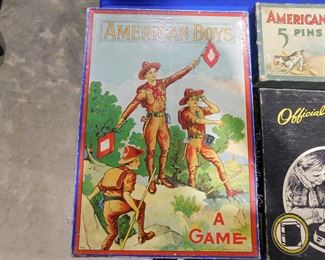 AMERICAN BOYS
A
GAME
AMERICAN
5 PINS
Official